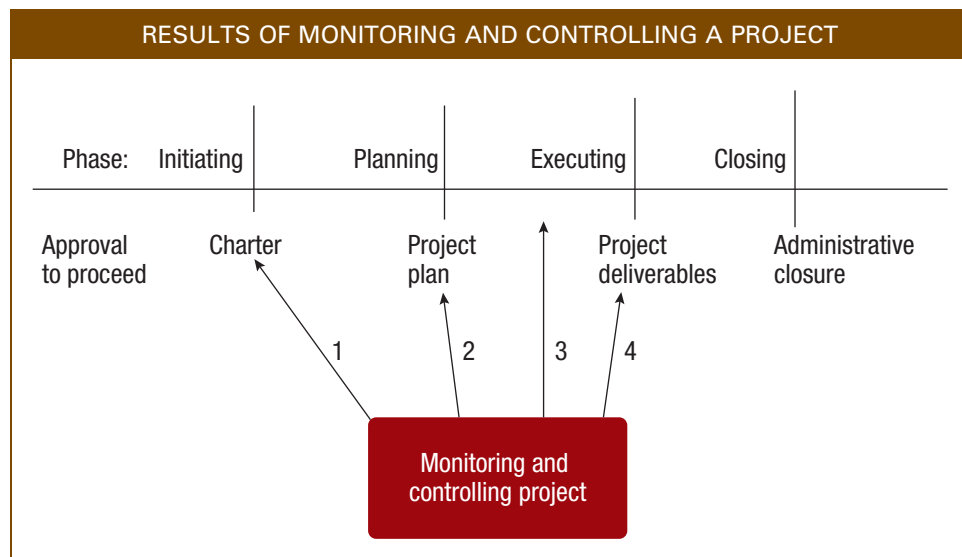 RESULTS OF MONITORING AND CONTROLLING A PROJECT
Phase: Initiating Planning Executing Closing
Approval
to proceed
Charter
Project
plan
Project
deliverables
Administrative
closure
1 2 3 4
Monitoring and
controlling project